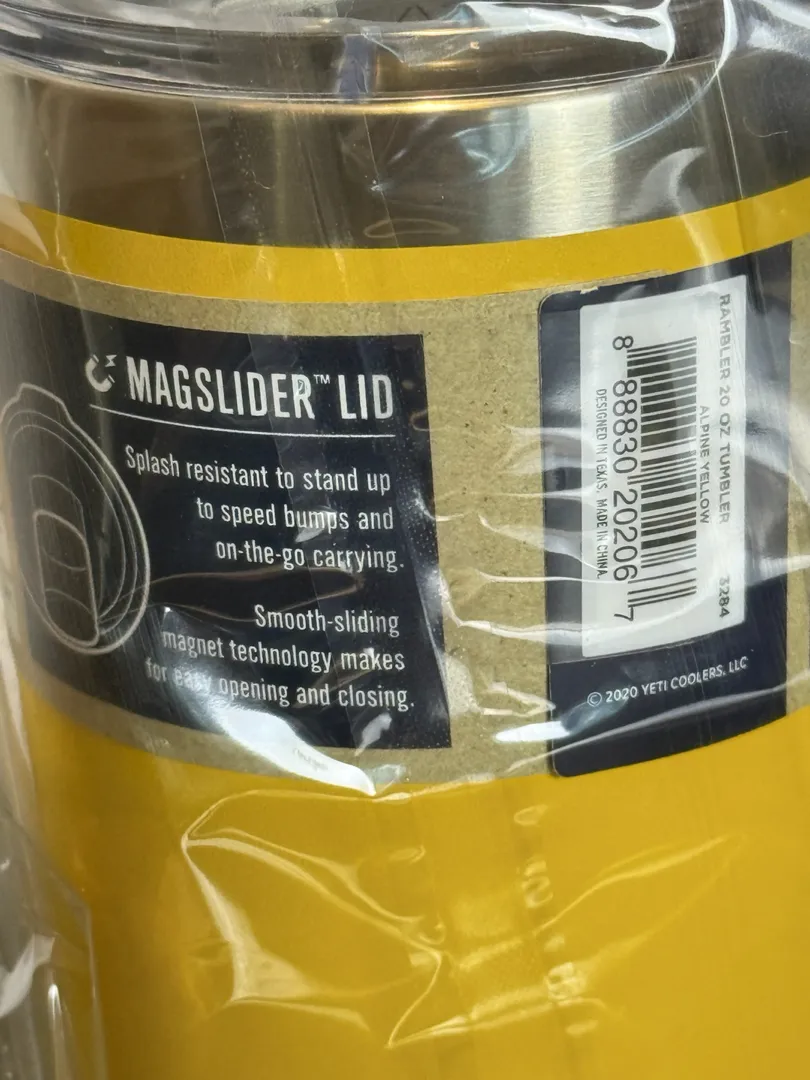 MAGSLIDER™ LID
Splash resistant to stand up
to speed bumps and
on-the-go carrying.
Smooth-sliding
magnet technology makes
for easy opening and closing.
RAMBLER 20 OZ TUMBLER 3284
ALPINE YELLOW
8 88830 20206 7
DESIGNED IN TEXAS. MADE IN CHINA.
© 2020 YETI COOLERS, LLC